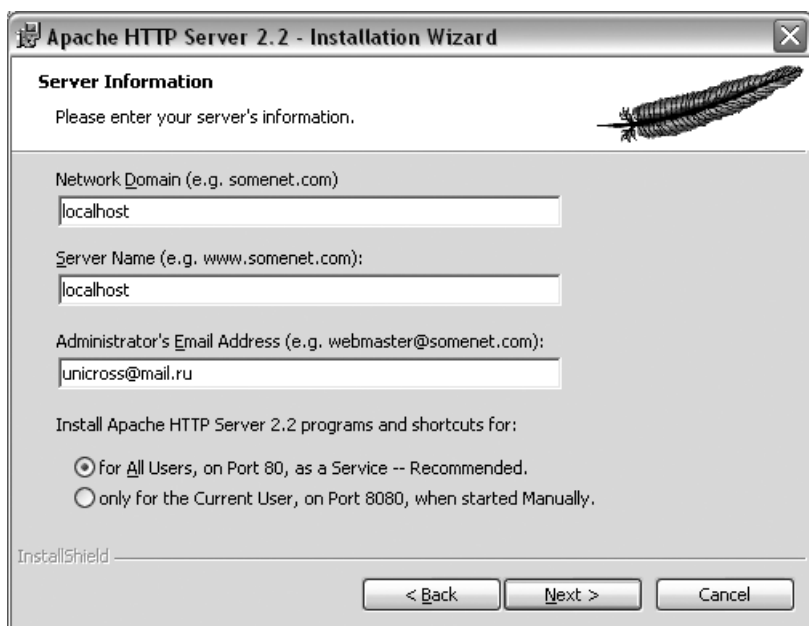 Apache HTTP Server 2.2 - Installation Wizard
Server Information
Please enter your server's information.
Network Domain (e.g. somenet.com)
localhost
Server Name (e.g. www.somenet.com):
localhost
Administrator's Email Address (e.g. webmaster@somenet.com):
unicross@mail.ru
Install Apache HTTP Server 2.2 programs and shortcuts for:
for All Users, on Port 80, as a Service -- Recommended.
only for the Current User, on Port 8080, when started Manually.
InstallShield
< Back Next > Cancel